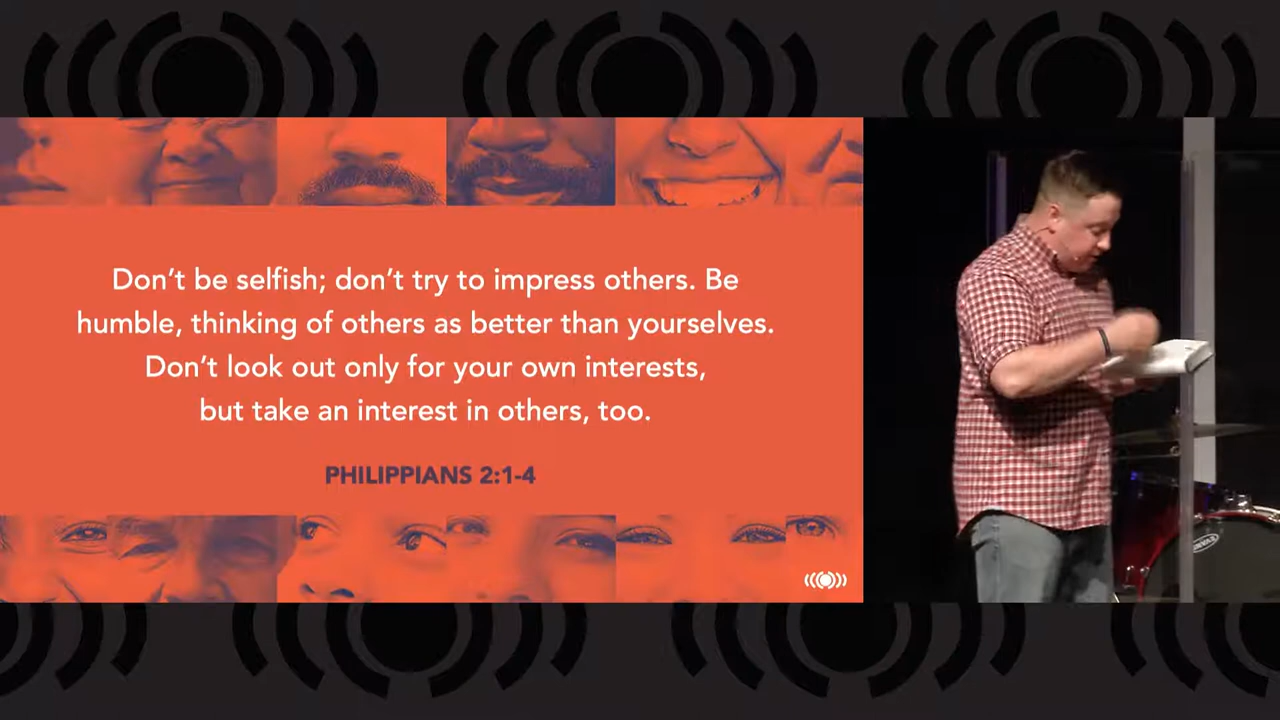 Don't be selfish; don't try to impress others. Be
humble, thinking of others as better than yourselves.
Don't look out only for your own interests,
but take an interest in others, too.
PHILIPPIANS 2:1-4
CANVAS